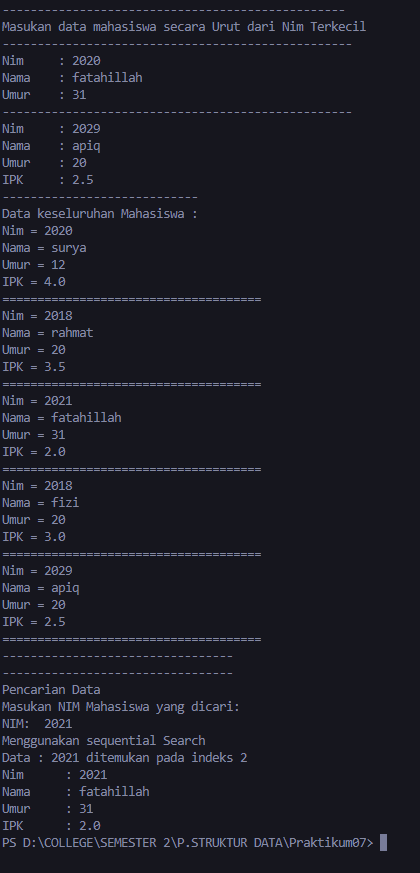 -------------------------------------------------
Masukan data mahasiswa secara Urut dari Nim Terkecil
--------------------------------------------------
Nim     : 2020
Nama    : fatahillah
Umur    : 31
--------------------------------------------------
Nim     : 2029
Nama    : apiq
Umur    : 20
IPK     : 2.5
----------------------------
Data keseluruhan Mahasiswa :
Nim = 2020
Nama = surya
Umur = 12
IPK = 4.0
=====================================
Nim = 2018
Nama = rahmat
Umur = 20
IPK = 3.5
=====================================
Nim = 2021
Nama = fatahillah
Umur = 31
IPK = 2.0
=====================================
Nim = 2018
Nama = fizi
Umur = 20
IPK = 3.0
=====================================
Nim = 2029
Nama = apiq
Umur = 20
IPK = 2.5
=====================================
---------------------------------
---------------------------------
Pencarian Data
Masukan NIM Mahasiswa yang dicari:
NIM:  2021
Menggunakan sequential Search
Data : 2021 ditemukan pada indeks 2
Nim      : 2021
Nama     : fatahillah
Umur     : 31
IPK      : 2.0
PS D:\COLLEGE\SEMESTER 2\P.STRUKTUR DATA\Praktikum07>